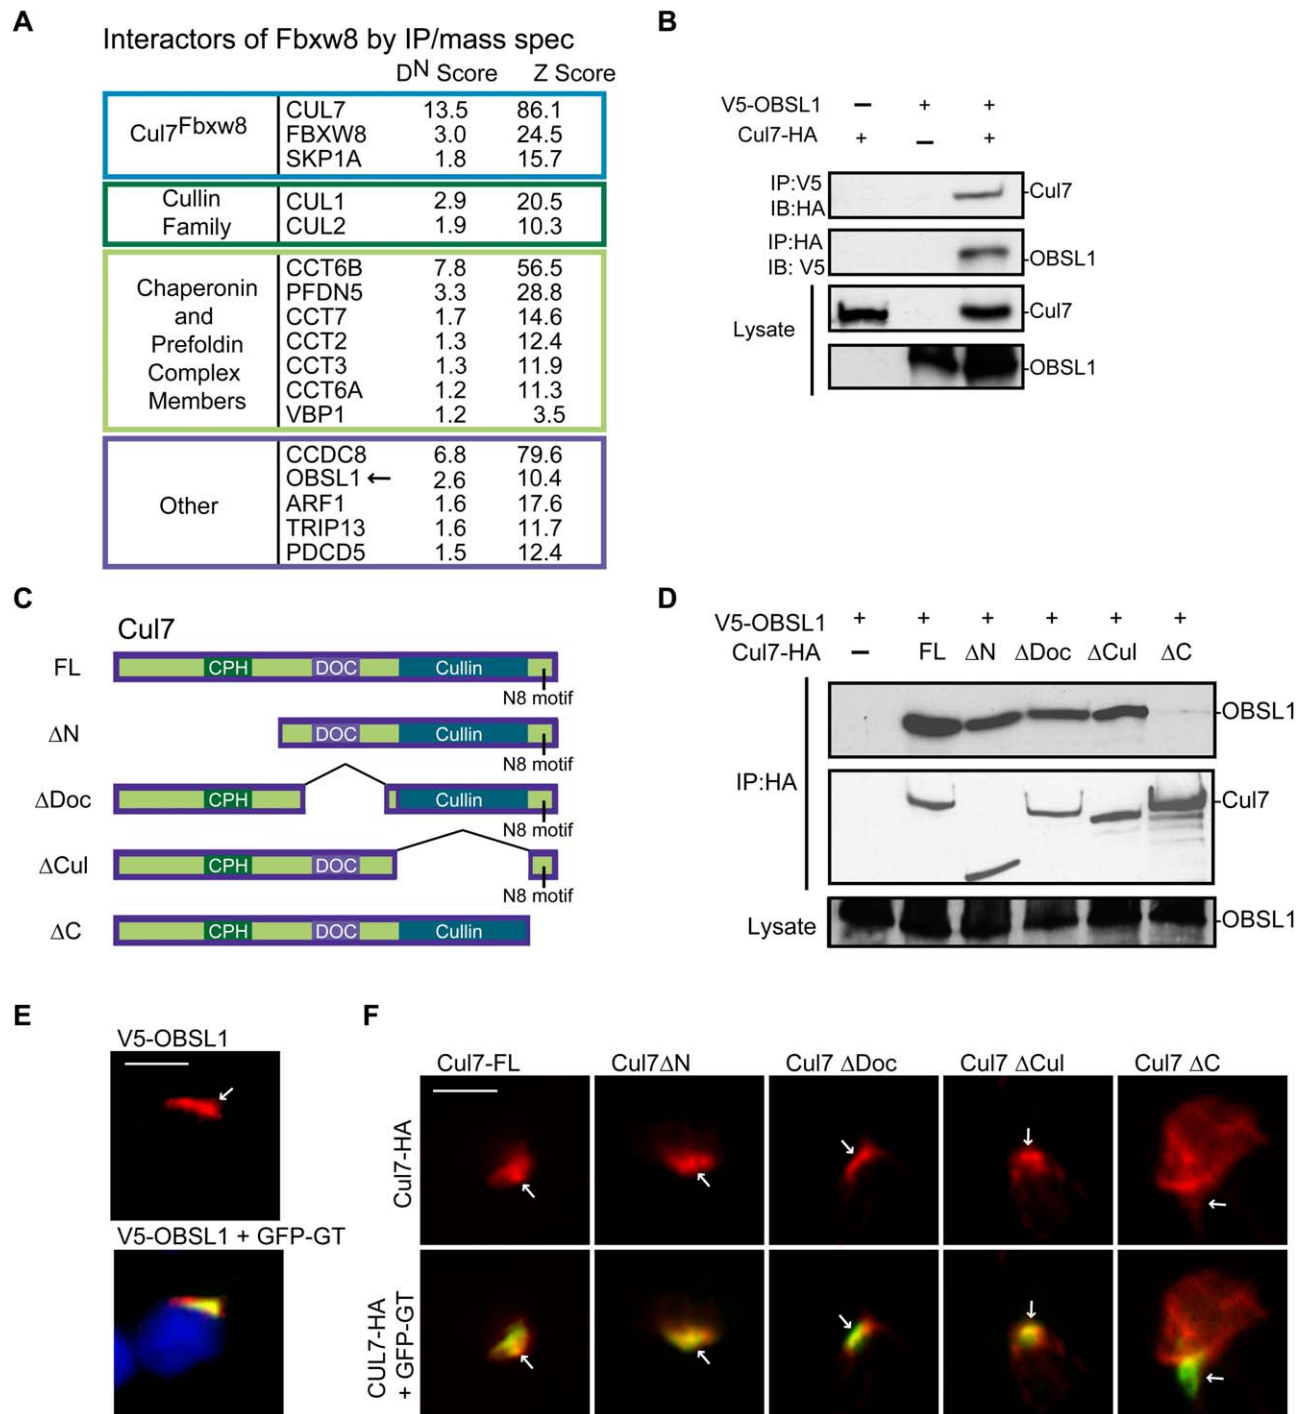 A
Interactors of Fbxw8 by IP/mass spec
DN Score Z Score
Cul7Fbxw8
CUL7 13.5 86.1
FBXW8 3.0 24.5
SKP1A 1.8 15.7
Cullin
Family
CUL1 2.9 20.5
CUL2 1.9 10.3
Chaperonin
and
Prefoldin
Complex
Members
CCT6B 7.8 56.5
PFDN5 3.3 28.8
CCT7 1.7 14.6
CCT2 1.3 12.4
CCT3 1.3 11.9
CCT6A 1.2 11.3
VBP1 1.2 3.5
Other
CCDC8 6.8 79.6
OBSL1 ← 2.6 10.4
ARF1 1.6 17.6
TRIP13 1.6 11.7
PDCD5 1.5 12.4
B
V5-OBSL1 – + +
Cul7-HA + – +
IP:V5
IB:HA
-Cul7
IP:HA
IB: V5
-OBSL1
Lysate
-Cul7
-OBSL1
C
Cul7
FL CPH DOC Cullin
N8 motif
ΔN DOC Cullin
N8 motif
ΔDoc CPH Cullin
N8 motif
ΔCul CPH DOC
N8 motif
ΔC CPH DOC Cullin
D
V5-OBSL1 + + + + + +
Cul7-HA – FL ΔN ΔDoc ΔCul ΔC
IP:HA
-OBSL1
-Cul7
Lysate
-OBSL1
E
V5-OBSL1
V5-OBSL1 + GFP-GT
F
Cul7-FL Cul7ΔN Cul7 ΔDoc Cul7 ΔCul Cul7 ΔC
Cul7-HA
CUL7-HA
+ GFP-GT